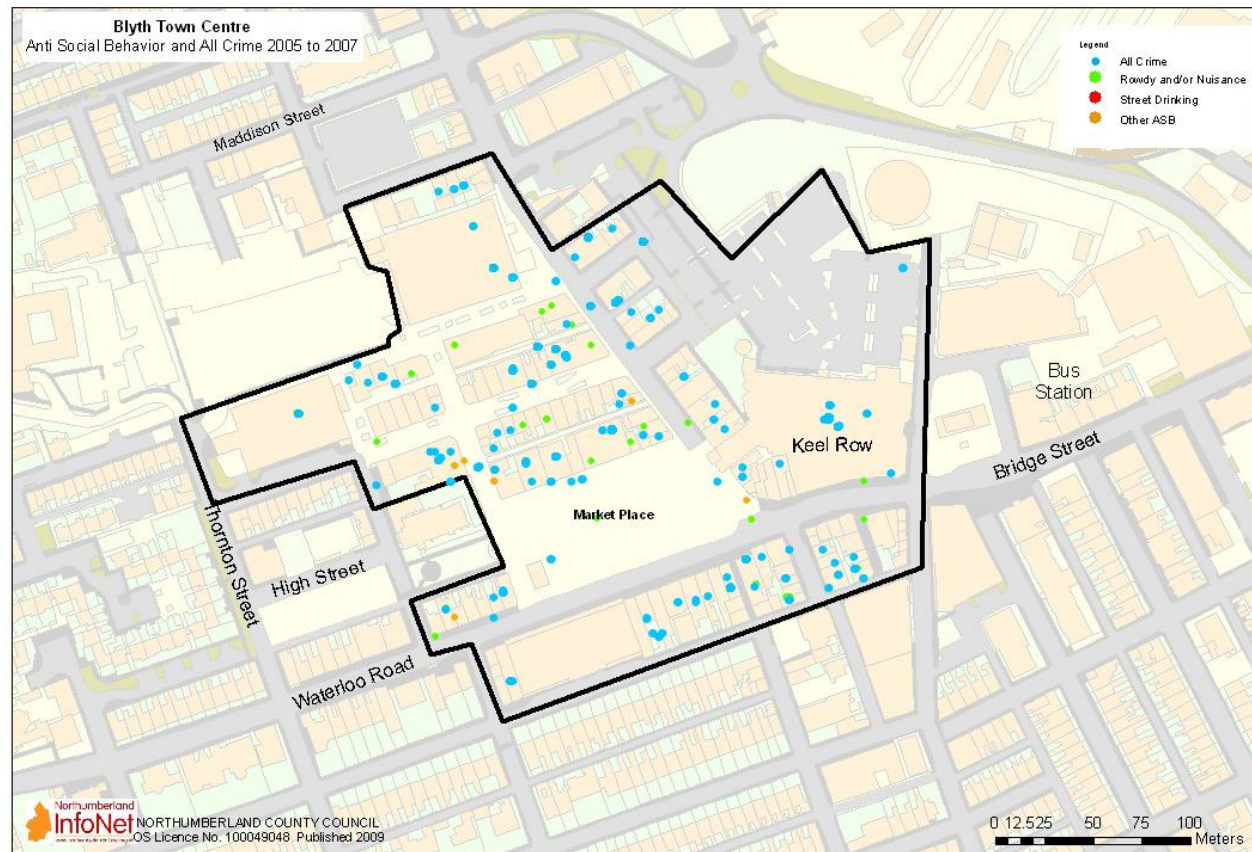 Blyth Town Centre
Anti Social Behavior and All Crime 2005 to 2007
Legend
All Crime
Rowdy and/or Nuisance
Street Drinking
Other ASB
Maddison Street
Bus
Station
Keel Row
Bridge Street
Market Place
Thornton Street
High Street
Waterloo Road
Northumberland
InfoNet
NORTHUMBERLAND COUNTY COUNCIL
OS Licence No. 100049048 Published 2009
0 12.525 50 75 100
Meters